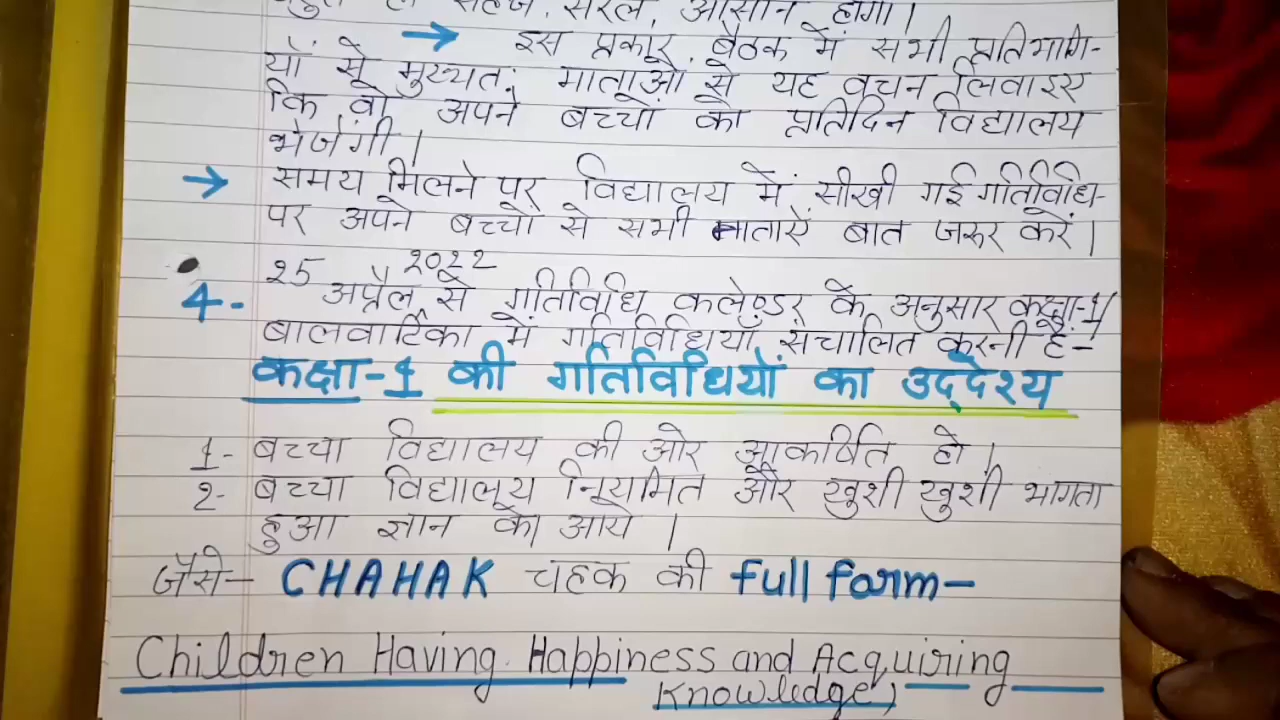 सरल, आसान होगा।
→ इस प्रकार बैठक में सभी प्रतिभागि-
यों से मुख्यतः माताओं से यह वचन लिवाइए
कि वो अपने बच्चों को प्रतिदिन विद्यालय
भेजेंगी।
→ समय मिलने पर विद्यालय में सीखी गई गतिविधि-
पर अपने बच्चों से सभी माताऐं बात जरूर करें।
4- 25 अप्रैल 2022 से गतिविधि कलेण्डर के अनुसार कक्षा-1/
बालवाटिका में गतिविधियाँ संचालित करनी हैं-
कक्षा-1 की गतिविधियों का उद्देश्य
1- बच्चा विद्यालय की ओर आकर्षित हो।
2- बच्चा विद्यालय नियमित और खुशी खुशी भागता
हुआ ज्ञान को आये।
जैसे- CHAHAK चहक की full form-
Children Having Happiness and Acquiring
Knowledge)